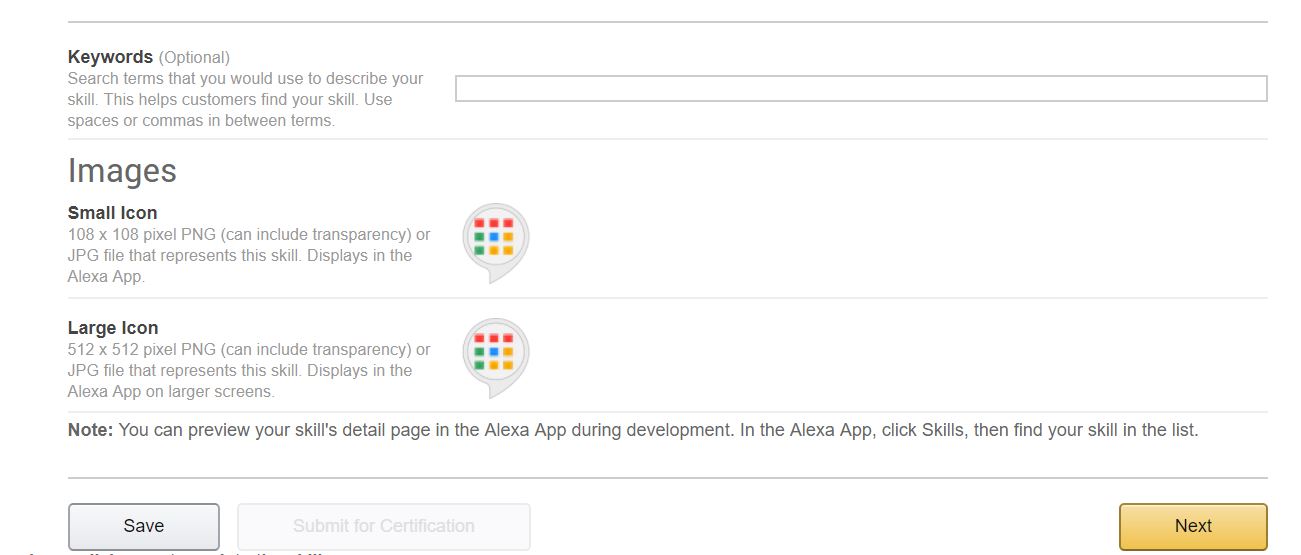 Keywords (Optional)
Search terms that you would use to describe your
skill. This helps customers find your skill. Use
spaces or commas in between terms.
Images
Small Icon
108 x 108 pixel PNG (can include transparency) or
JPG file that represents this skill. Displays in the
Alexa App.
Large Icon
512 x 512 pixel PNG (can include transparency) or
JPG file that represents this skill. Displays in the
Alexa App on larger screens.
Note: You can preview your skill's detail page in the Alexa App during development. In the Alexa App, click Skills, then find your skill in the list.
Save
Submit for Certification
Next